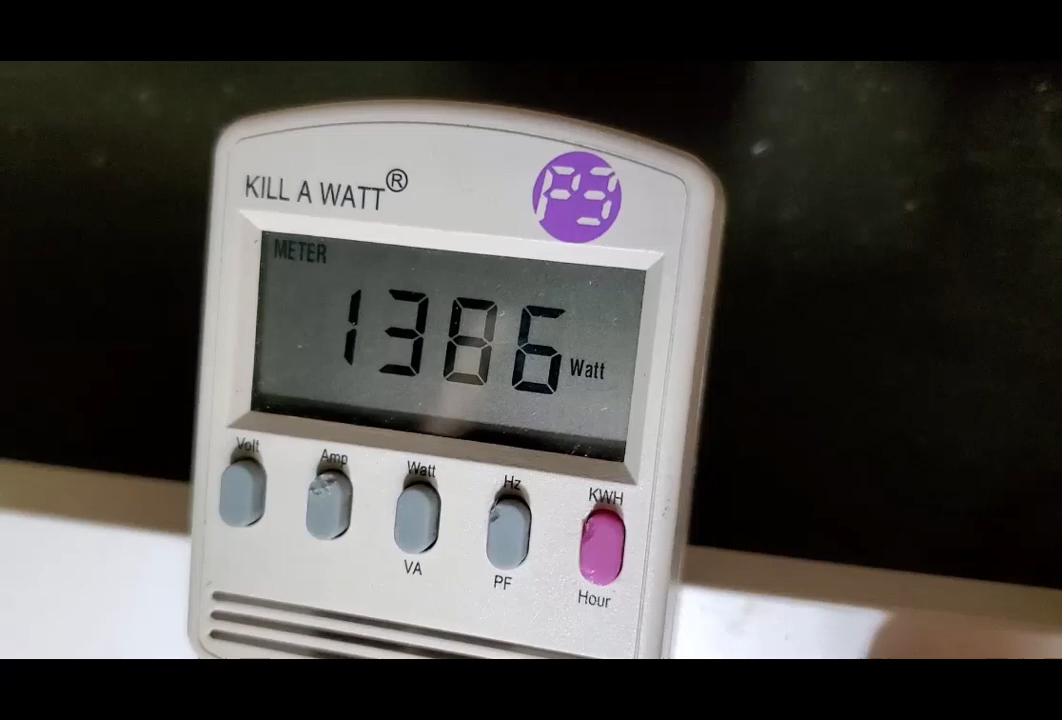 KILL A WATT®
P3
METER
1386 Watt
Volt Amp Watt Hz KWH
VA PF Hour